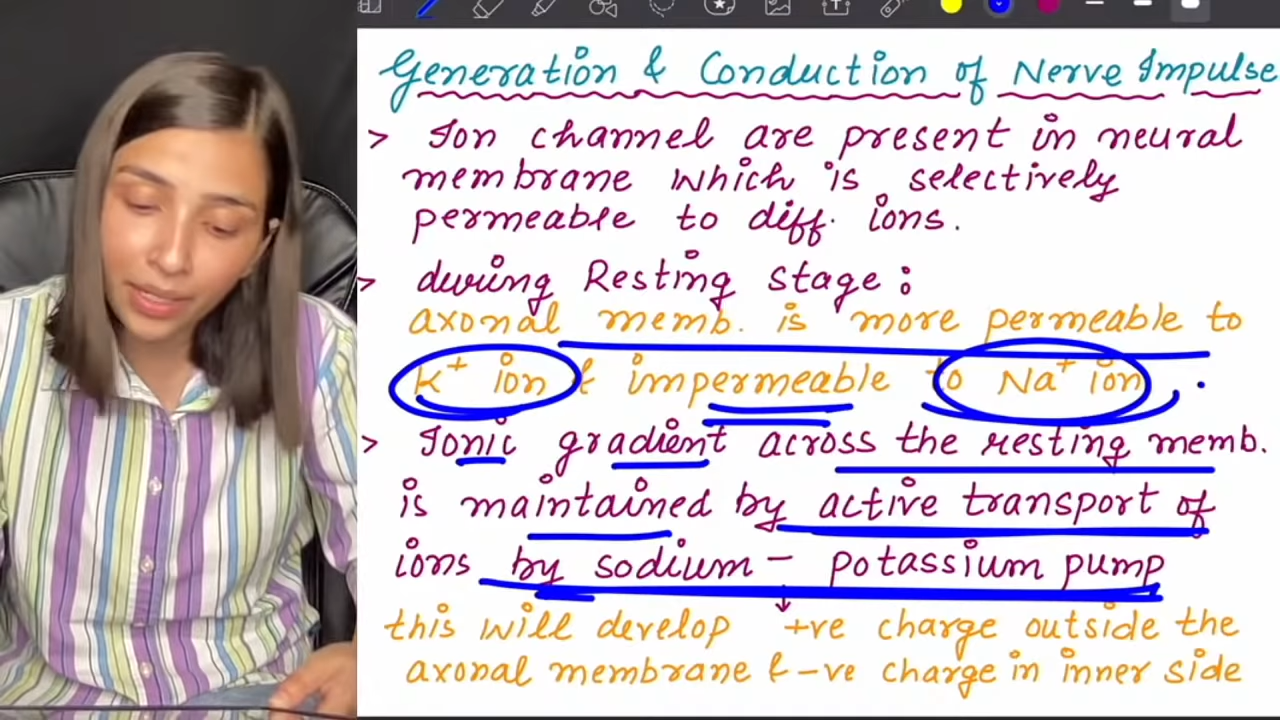 Generation & Conduction of Nerve Impulse
> Ion channel are present in neural
membrane which is selectively
permeable to diff. ions.
> during Resting Stage :
axonal memb. is more permeable to
K+ ion & impermeable to Na+ ion.
> Ionic gradient across the resting memb.
is maintained by active transport of
ions by sodium - potassium pump
↓
this will develop +ve charge outside the
axonal membrane & -ve charge in inner side